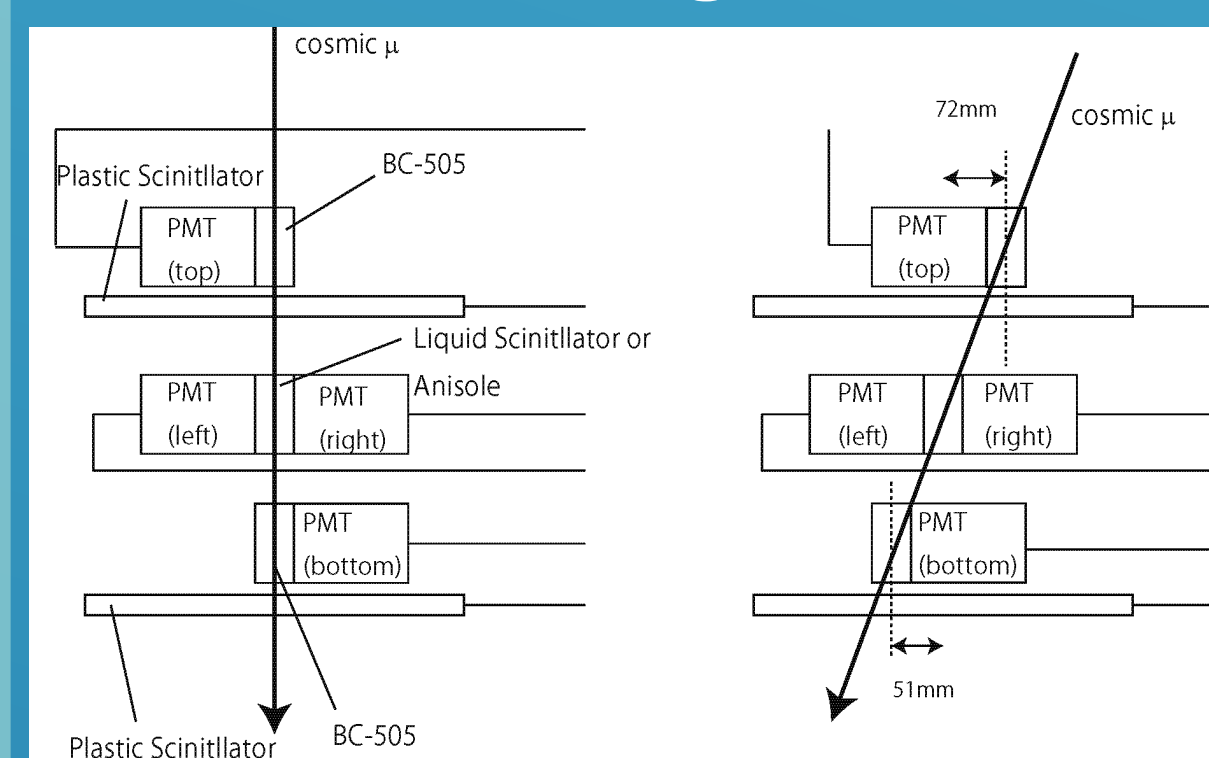 cosmic μ
72mm
cosmic μ
Plastic Scinitllator
BC-505
PMT
(top)
PMT
(top)
Liquid Scinitllator or
Anisole
PMT
(left)
PMT
(right)
PMT
(left)
PMT
(right)
PMT
(bottom)
PMT
(bottom)
51mm
BC-505
Plastic Scinitllator